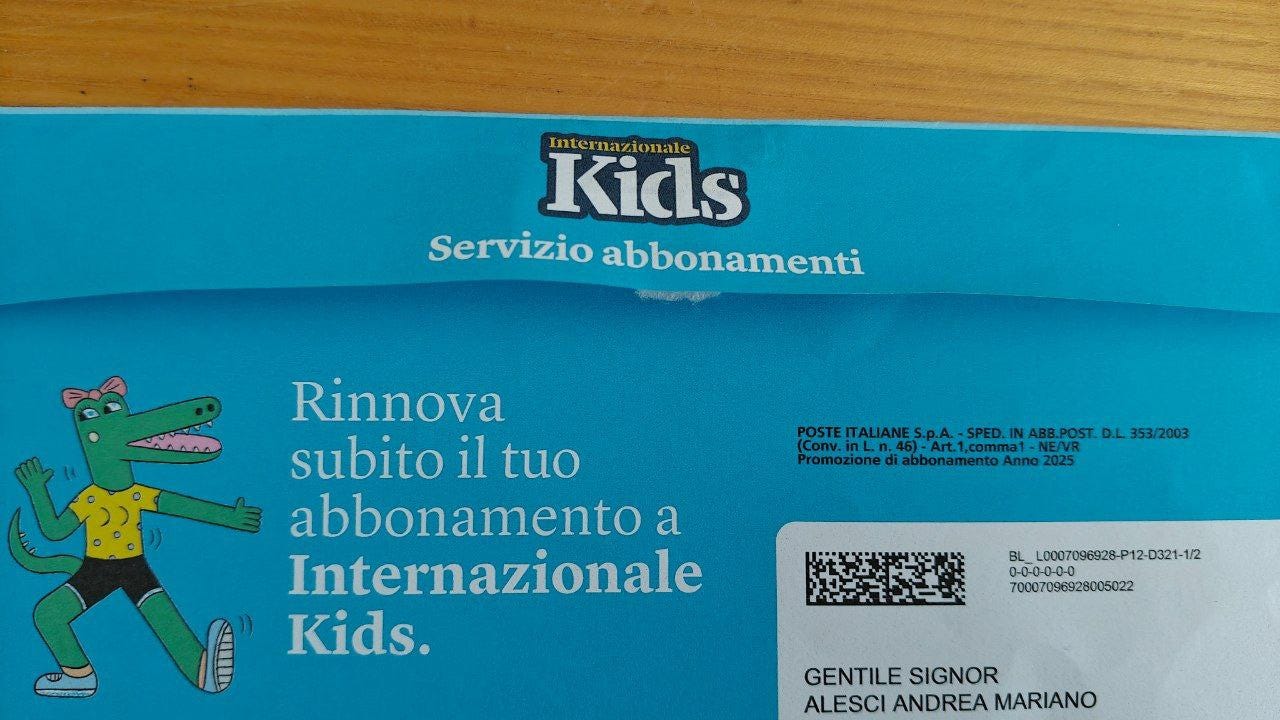 Internazionale
Kids
Servizio abbonamenti
Rinnova
subito il tuo
abbonamento a
Internazionale
Kids.
POSTE ITALIANE S.p.A. - SPED. IN ABB.POST. D.L. 353/2003
(Conv. in L. n. 46) - Art.1,comma1 - NE/VR
Promozione di abbonamento Anno 2025
BL_ L0007096928-P12-D321-1/2
0-0-0-0-0-0
70007096928005022
GENTILE SIGNOR
ALESCI ANDREA MARIANO